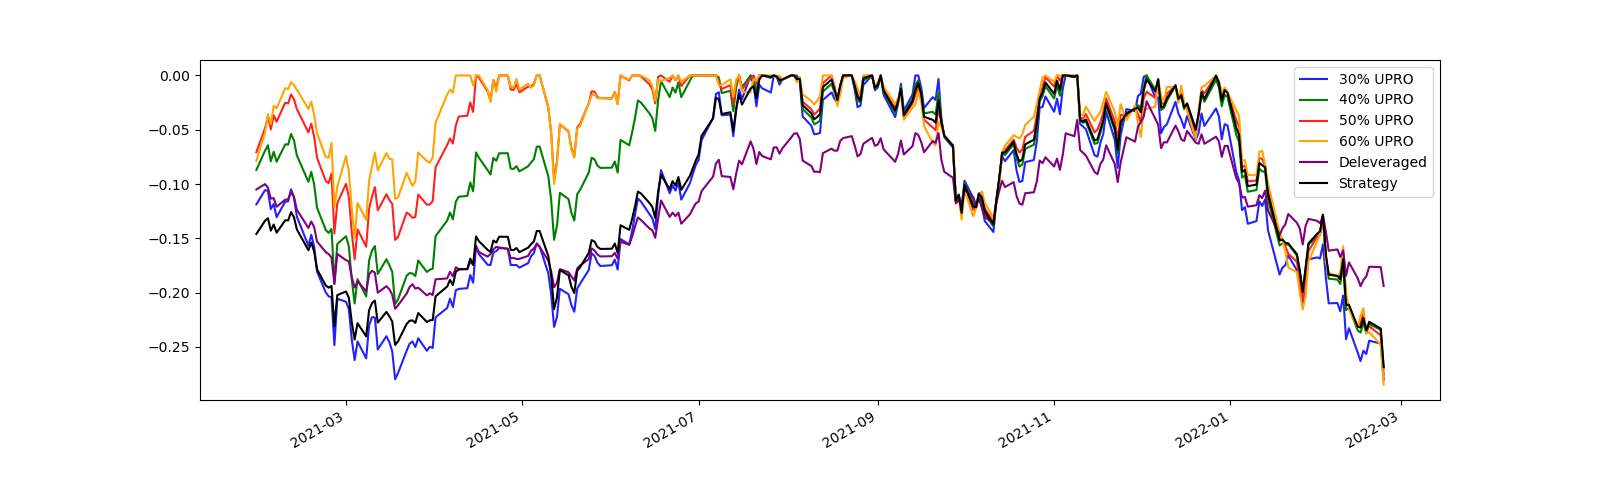 0.00
−0.05
−0.10
−0.15
−0.20
−0.25
2021-03
2021-05
2021-07
2021-09
2021-11
2022-01
2022-03
30% UPRO
40% UPRO
50% UPRO
60% UPRO
Deleveraged
Strategy